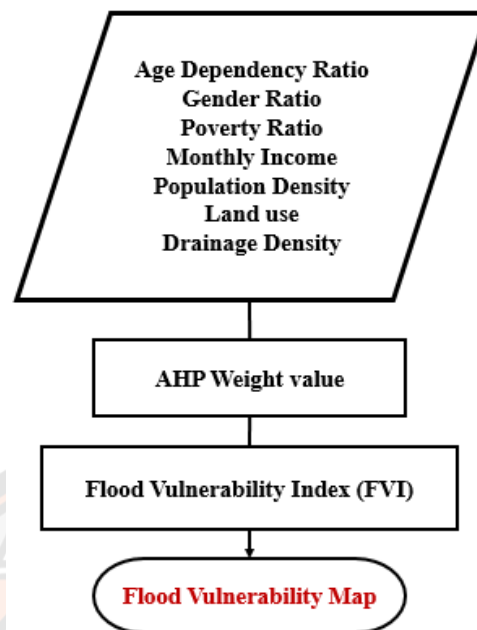 Age Dependency Ratio
Gender Ratio
Poverty Ratio
Monthly Income
Population Density
Land use
Drainage Density
AHP Weight value
Flood Vulnerability Index (FVI)
Flood Vulnerability Map